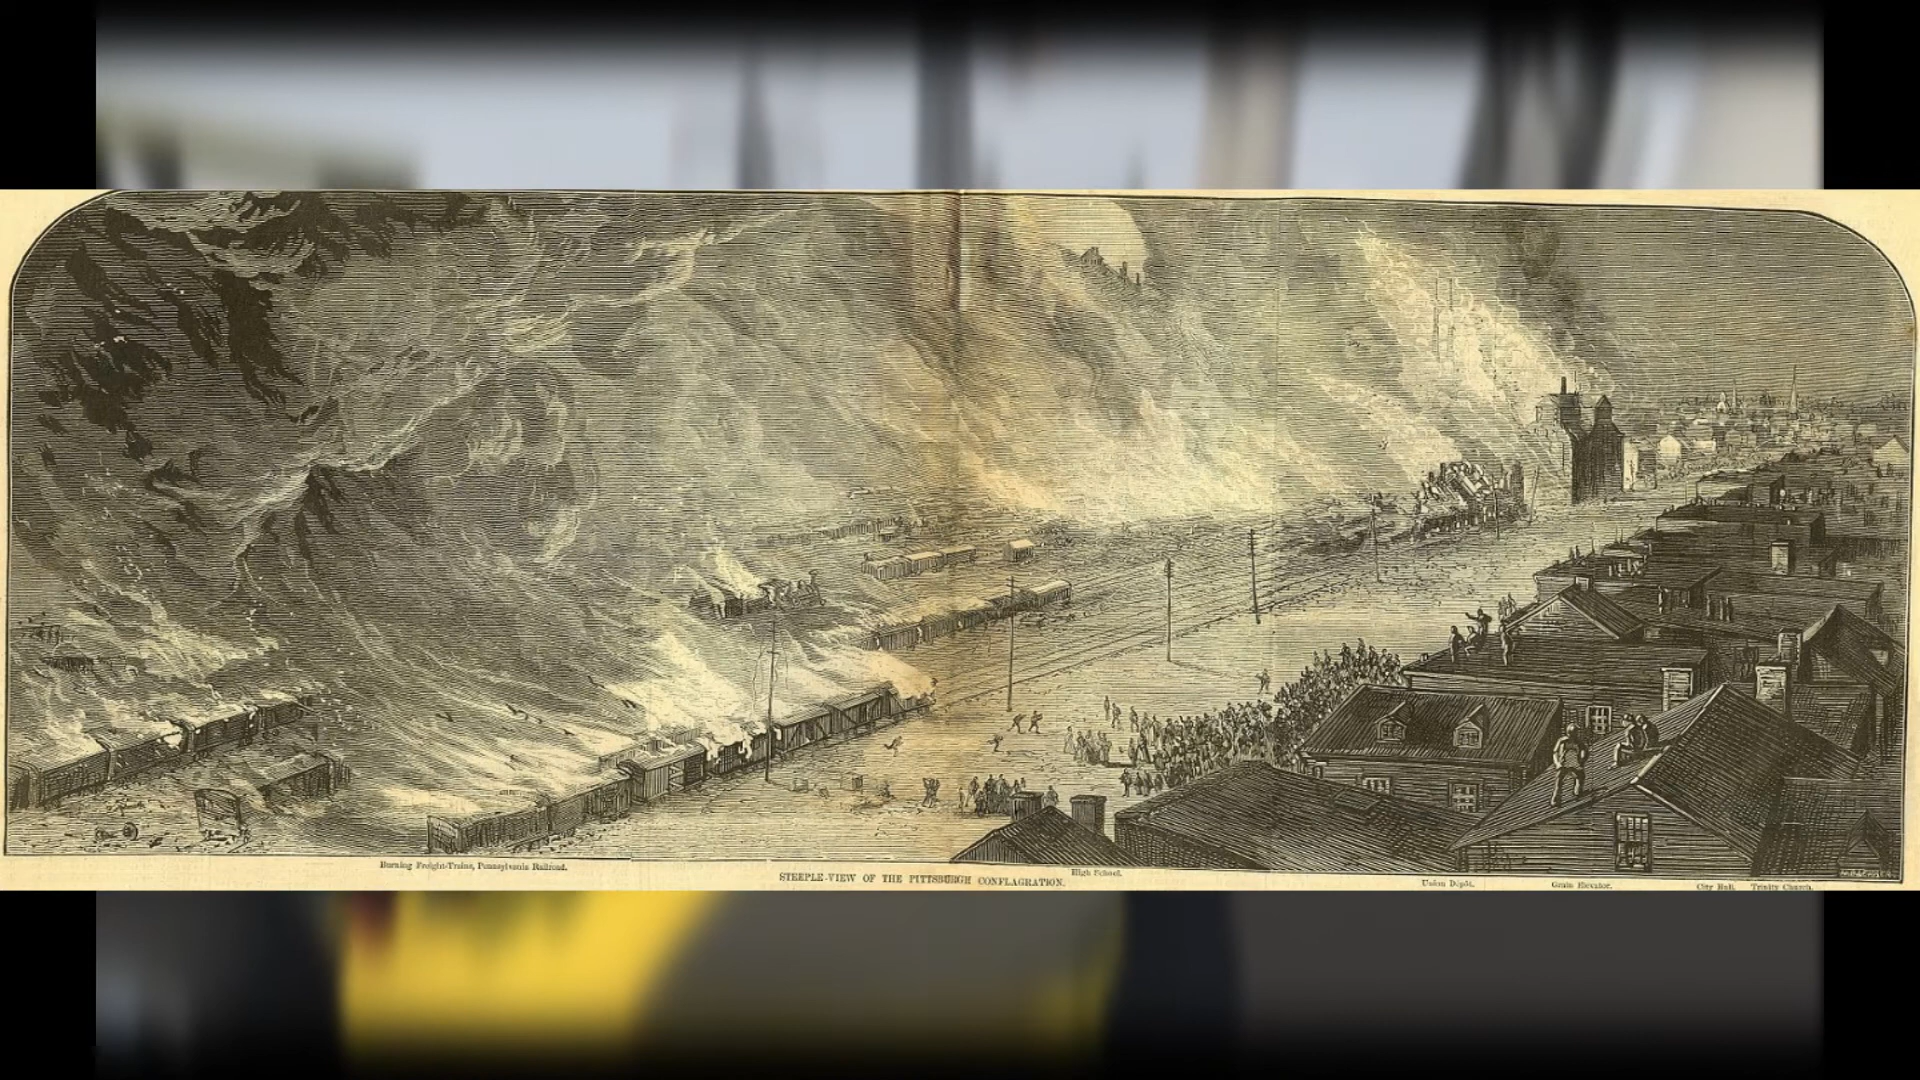 Burning Freight-Trains, Pennsylvania Railroad.
STEEPLE-VIEW OF THE PITTSBURGH CONFLAGRATION.
High School.
Union Depôt.
Grain Elevator.
City Hall.
Trinity Church.